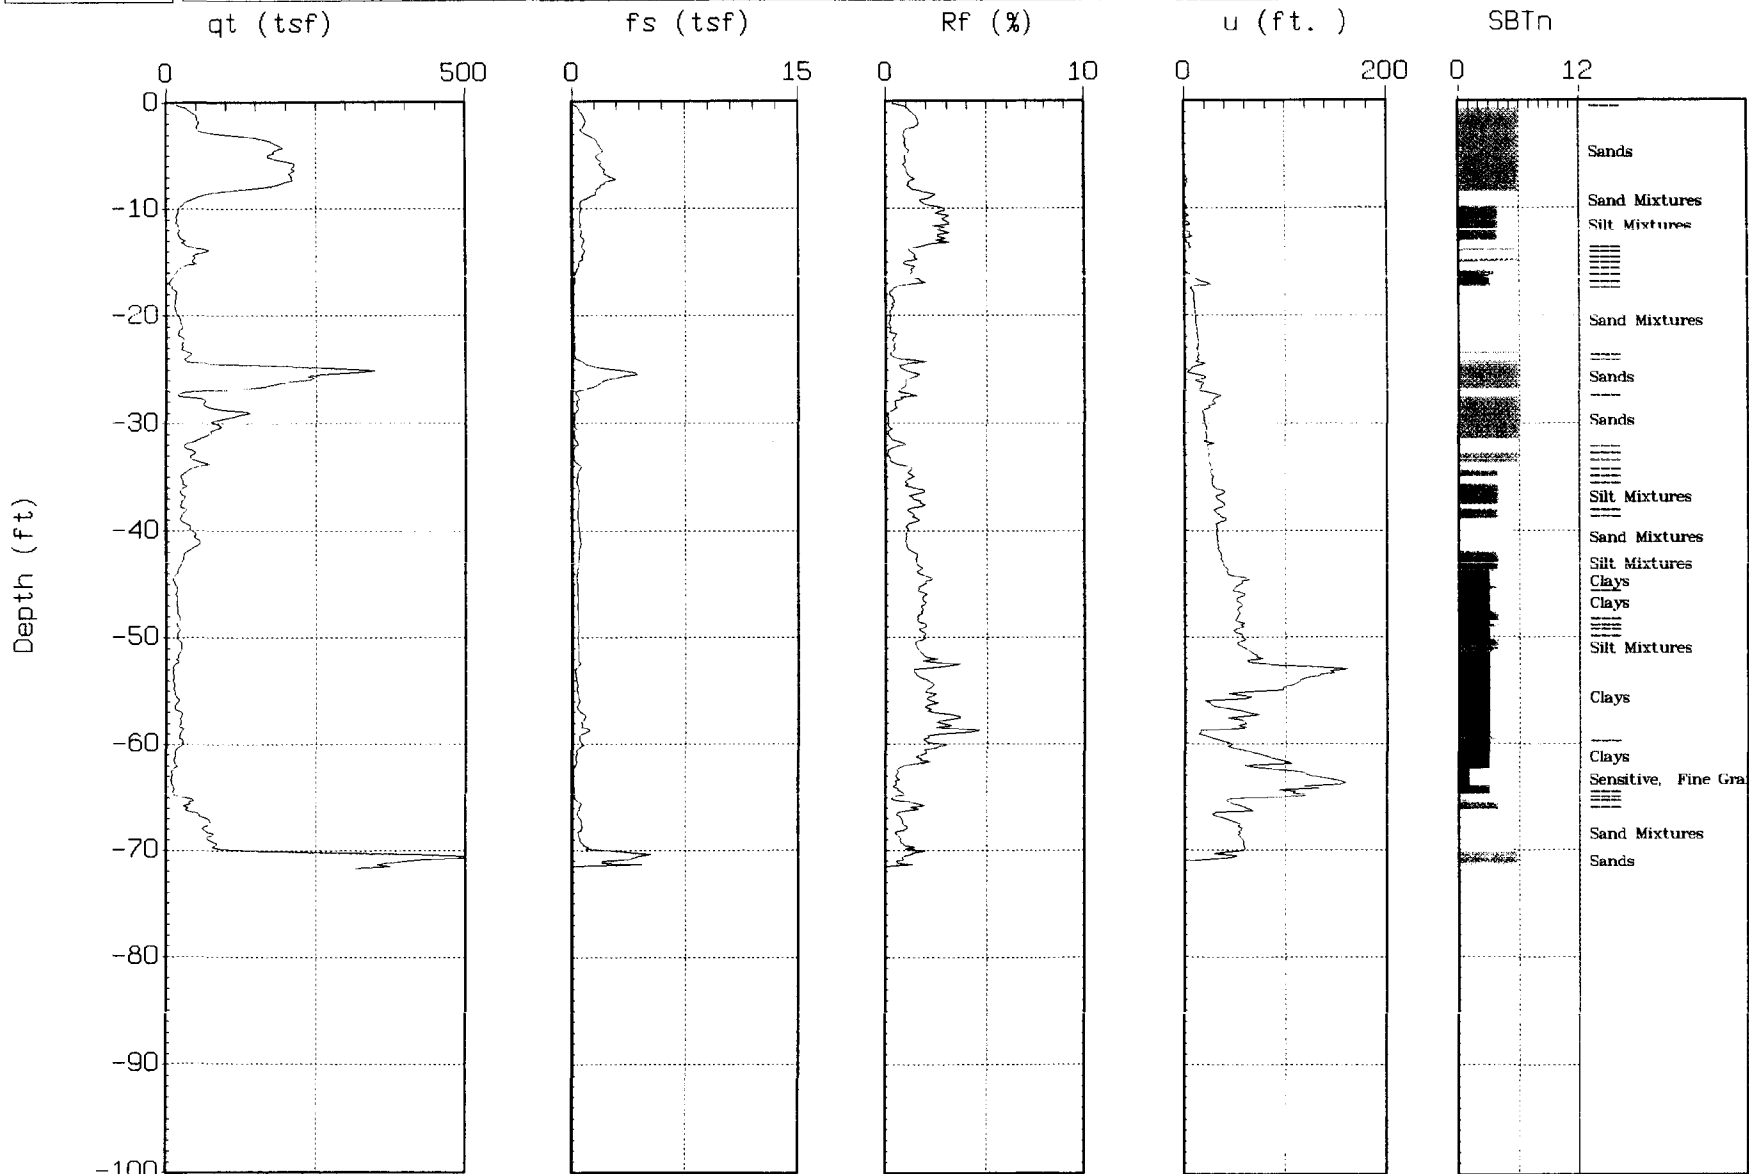 qt (tsf)
fs (tsf)
Rf (%)
u (ft. )
SBTn
0 500
0 15
0 10
0 200
0 12
Depth (ft)
0
-10
-20
-30
-40
-50
-60
-70
-80
-90
-100
Sands
Sand Mixtures
Silt Mixtures
Sand Mixtures
Sands
Sands
Silt Mixtures
Sand Mixtures
Silt Mixtures
Clays
Clays
Silt Mixtures
Clays
Clays
Sensitive, Fine Gra
Sand Mixtures
Sands